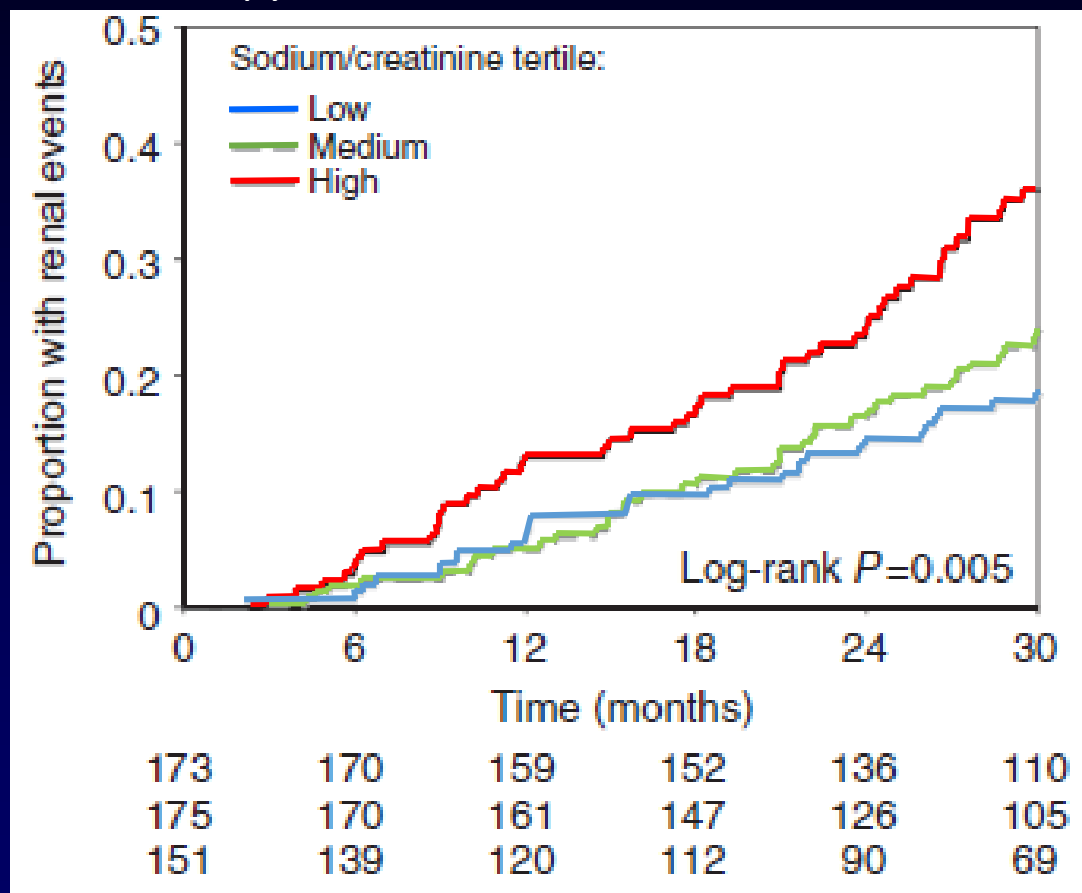 0.5
Sodium/creatinine tertile:
Low
Medium
High
0.4
0.3
0.2
0.1
0
Proportion with renal events
Log-rank P=0.005
0 6 12 18 24 30
Time (months)
173 170 159 152 136 110
175 170 161 147 126 105
151 139 120 112 90 69